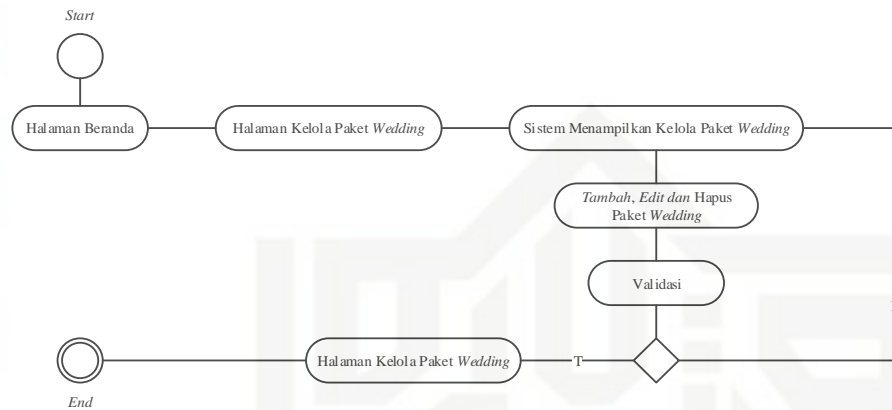 Start
Halaman Beranda
Halaman Kelola Paket Wedding
Sistem Menampilkan Kelola Paket Wedding
Tambah, Edit dan Hapus
Paket Wedding
Validasi
Halaman Kelola Paket Wedding
T
End